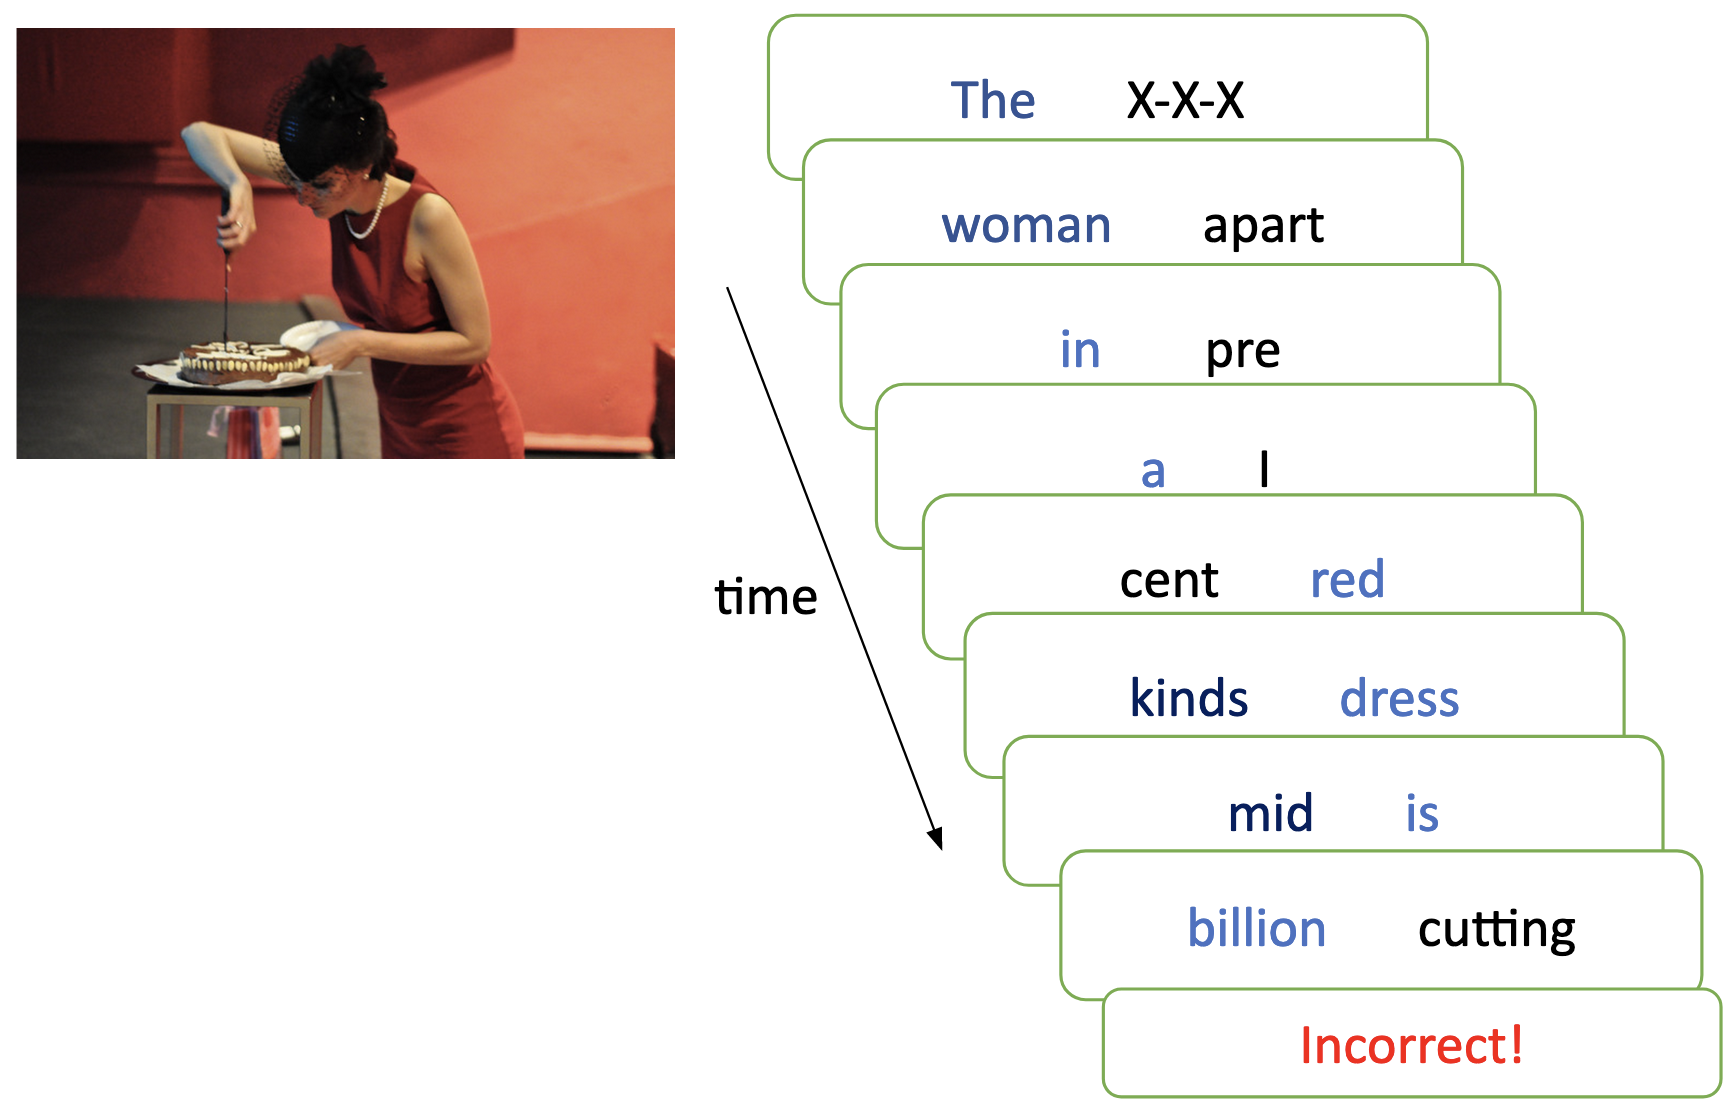 The X-X-X
woman apart
in pre
a I
cent red
time
kinds dress
mid is
billion cutting
Incorrect!